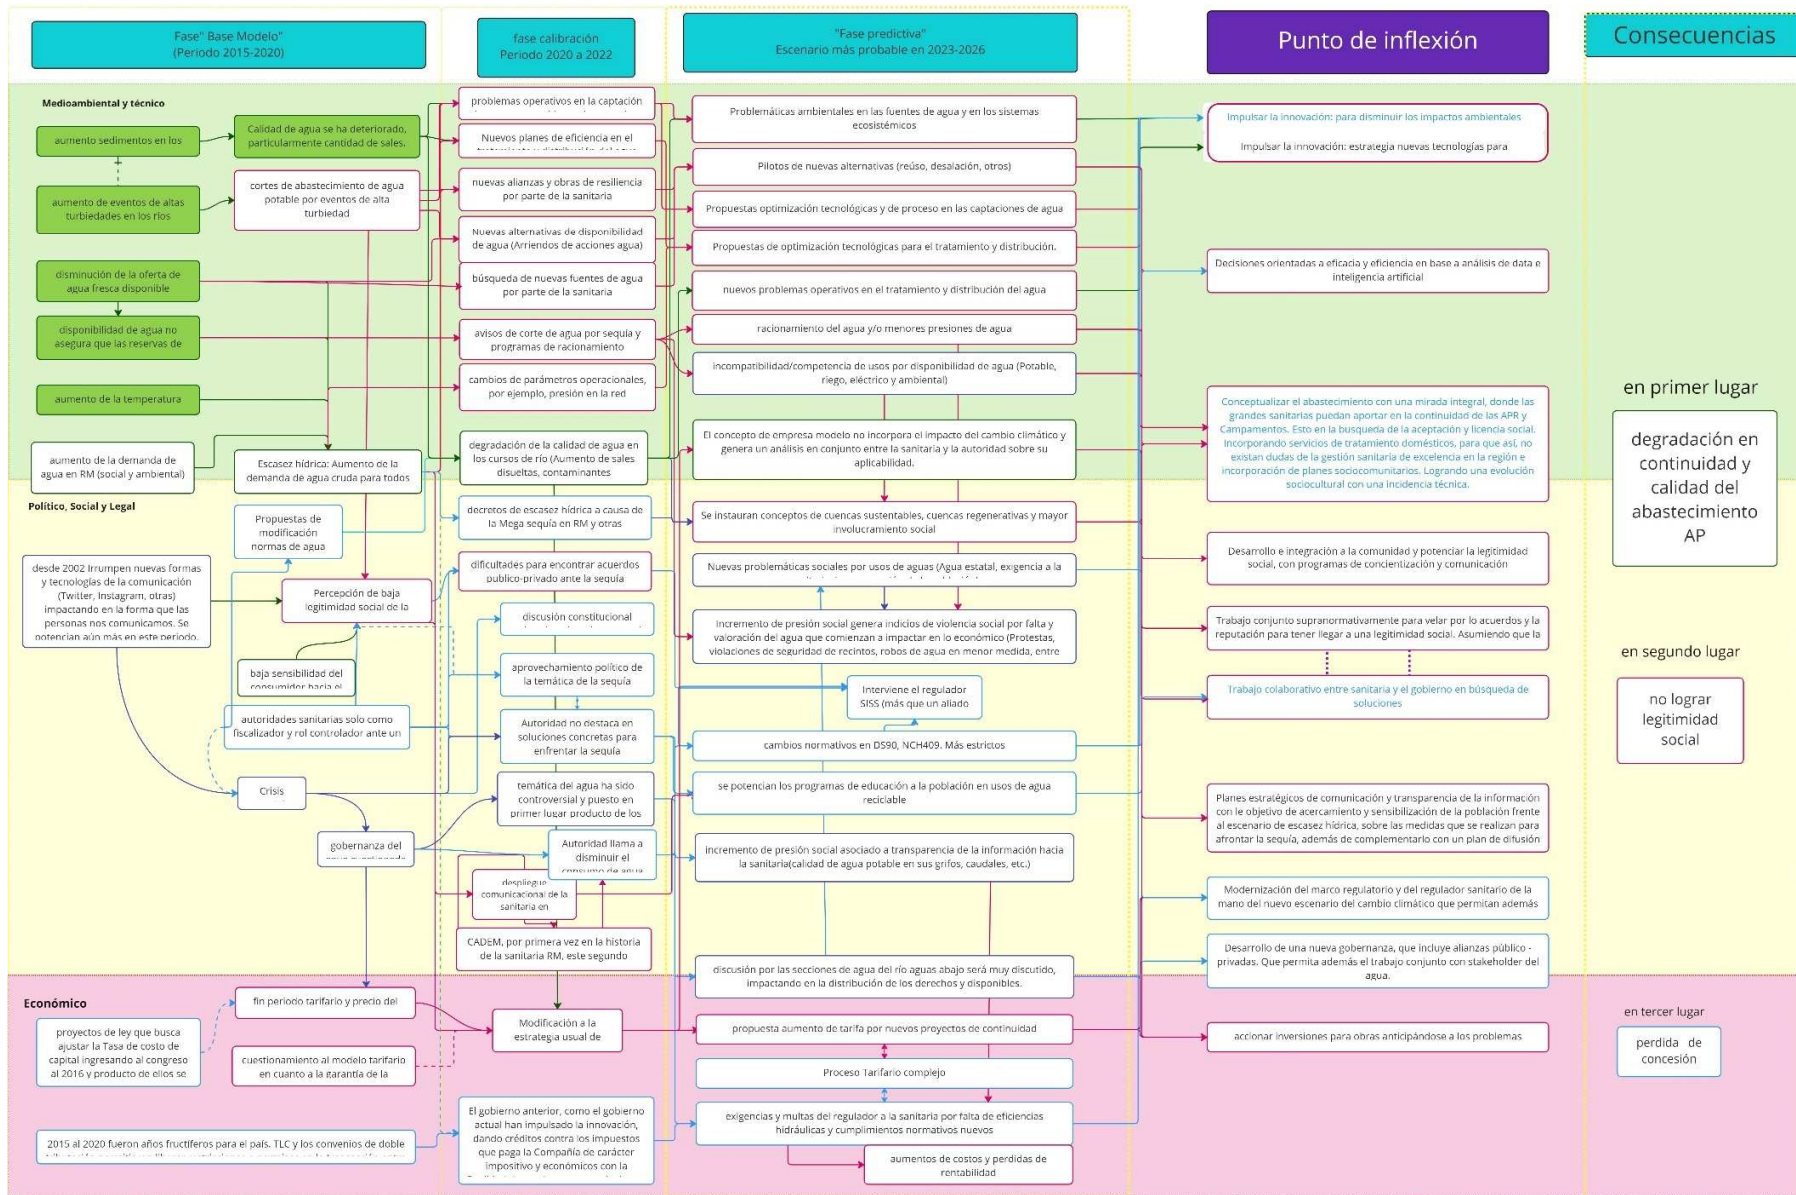 Fase" Base Modelo"
(Periodo 2015-2020)
fase calibración
Periodo 2020 a 2022
"Fase predictiva"
Escenario más probable en 2023-2026
Punto de inflexión
Consecuencias
Medioambiental y técnico
aumento sedimentos en los
Calidad de agua se ha deteriorado,
particularmente cantidad de sales.
aumento de eventos de altas
turbiedades en los ríos
cortes de abastecimiento de agua
potable por eventos de alta
turbiedad
disminución de la oferta de
agua fresca disponible
disponibilidad de agua no
asegura que las reservas de
aumento de la temperatura
aumento de la demanda de
agua en RM (social y ambiental)
Escasez hídrica: Aumento de la
demanda de agua cruda para todos
problemas operativos en la captación
Nuevos planes de eficiencia en el
tratamiento y distribución del agua
nuevas alianzas y obras de resiliencia
por parte de la sanitaria
Nuevas alternativas de disponibilidad
de agua (Arriendos de acciones agua)
búsqueda de nuevas fuentes de agua
por parte de la sanitaria
avisos de corte de agua por sequía y
programas de racionamiento
cambios de parámetros operacionales,
por ejemplo, presión en la red
degradación de la calidad de agua en
los cursos de río (Aumento de sales
disueltas, contaminantes
Problemáticas ambientales en las fuentes de agua y en los sistemas
ecosistémicos
Pilotos de nuevas alternativas (reúso, desalación, otros)
Propuestas optimización tecnológicas y de proceso en las captaciones de agua
Propuestas de optimización tecnológicas para el tratamiento y distribución.
nuevos problemas operativos en el tratamiento y distribución del agua
racionamiento del agua y/o menores presiones de agua
incompatibilidad/competencia de usos por disponibilidad de agua (Potable,
riego, eléctrico y ambiental)
El concepto de empresa modelo no incorpora el impacto del cambio climático y
genera un análisis en conjunto entre la sanitaria y la autoridad sobre su
aplicabilidad.
Impulsar la innovación: para disminuir los impactos ambientales
Impulsar la innovación: estrategia nuevas tecnologías para
Decisiones orientadas a eficacia y eficiencia en base a análisis de data e
inteligencia artificial
Conceptualizar el abastecimiento con una mirada integral, donde las
grandes sanitarias puedan aportar en la continuidad de las APR y
Campamentos. Esto en la busqueda de la aceptación y licencia social.
Incorporando servicios de tratamiento domésticos, para que así, no
existan dudas de la gestión sanitaria de excelencia en la región e
incorporación de planes sociocomunitarios. Logrando una evolución
sociocultural con una incidencia técnica.
en primer lugar
degradación en
continuidad y
calidad del
abastecimiento
AP
Político, Social y Legal
Propuestas de
modificación
normas de agua
desde 2002 Irrumpen nuevas formas
y tecnologías de la comunicación
(Twitter, Instagram, otras)
impactando en la forma que las
personas nos comunicamos. Se
potencian aún más en este periodo.
Percepción de baja
legitimidad social de la
baja sensibilidad del
consumidor hacia el
autoridades sanitarias solo como
fiscalizador y rol controlador ante un
Crisis
gobernanza del
agua cuestionada
decretos de escasez hídrica a causa de
la Mega sequía en RM y otras
dificultades para encontrar acuerdos
publico-privado ante la sequía
discusión constitucional
aprovechamiento político de
la temática de la sequía
Autoridad no destaca en
soluciones concretas para
enfrentar la sequía
temática del agua ha sido
controversial y puesto en
primer lugar producto de los
Autoridad llama a
disminuir el
consumo de agua
despliegue
comunicacional de la
sanitaria en
CADEM, por primera vez en la historia
de la sanitaria RM, este segundo
Se instauran conceptos de cuencas sustentables, cuencas regenerativas y mayor
involucramiento social
Nuevas problemáticas sociales por usos de aguas (Agua estatal, exigencia a la
Incremento de presión social genera indicios de violencia social por falta y
valoración del agua que comienzan a impactar en lo económico (Protestas,
violaciones de seguridad de recintos, robos de agua en menor medida, entre
Interviene el regulador
SISS (más que un aliado
cambios normativos en DS90, NCH409. Más estrictos
se potencian los programas de educación a la población en usos de agua
reciclable
incremento de presión social asociado a transparencia de la información hacia
la sanitaria(calidad de agua potable en sus grifos, caudales, etc.)
discusión por las secciones de agua del río aguas abajo será muy discutido,
impactando en la distribución de los derechos y disponibles.
Desarrollo e integración a la comunidad y potenciar la legitimidad
social, con programas de concientización y comunicación
Trabajo conjunto supranormativamente para velar por lo acuerdos y la
reputación para tener llegar a una legitimidad social. Asumiendo que la
Trabajo colaborativo entre sanitaria y el gobierno en búsqueda de
soluciones
Planes estratégicos de comunicación y transparencia de la información
con le objetivo de acercamiento y sensibilización de la población frente
al escenario de escasez hídrica, sobre las medidas que se realizan para
afrontar la sequía, además de complementarlo con un plan de difusión
Modernización del marco regulatorio y del regulador sanitario de la
mano del nuevo escenario del cambio climático que permitan además
Desarrollo de una nueva gobernanza, que incluye alianzas público -
privadas. Que permita además el trabajo conjunto con stakeholder del
agua.
en segundo lugar
no lograr
legitimidad
social
Económico
fin periodo tarifario y precio del
proyectos de ley que busca
ajustar la Tasa de costo de
capital ingresando al congreso
al 2016 y producto de ellos se
cuestionamiento al modelo tarifario
en cuanto a la garantía de la
2015 al 2020 fueron años fructíferos para el país. TLC y los convenios de doble
Modificación a la
estrategia usual de
El gobierno anterior, como el gobierno
actual han impulsado la innovación,
dando créditos contra los impuestos
que paga la Compañía de carácter
impositivo y económicos con la
propuesta aumento de tarifa por nuevos proyectos de continuidad
Proceso Tarifario complejo
exigencias y multas del regulador a la sanitaria por falta de eficiencias
hidráulicas y cumplimientos normativos nuevos
aumentos de costos y perdidas de
rentabilidad
accionar inversiones para obras anticipándose a los problemas
en tercer lugar
perdida de
concesión